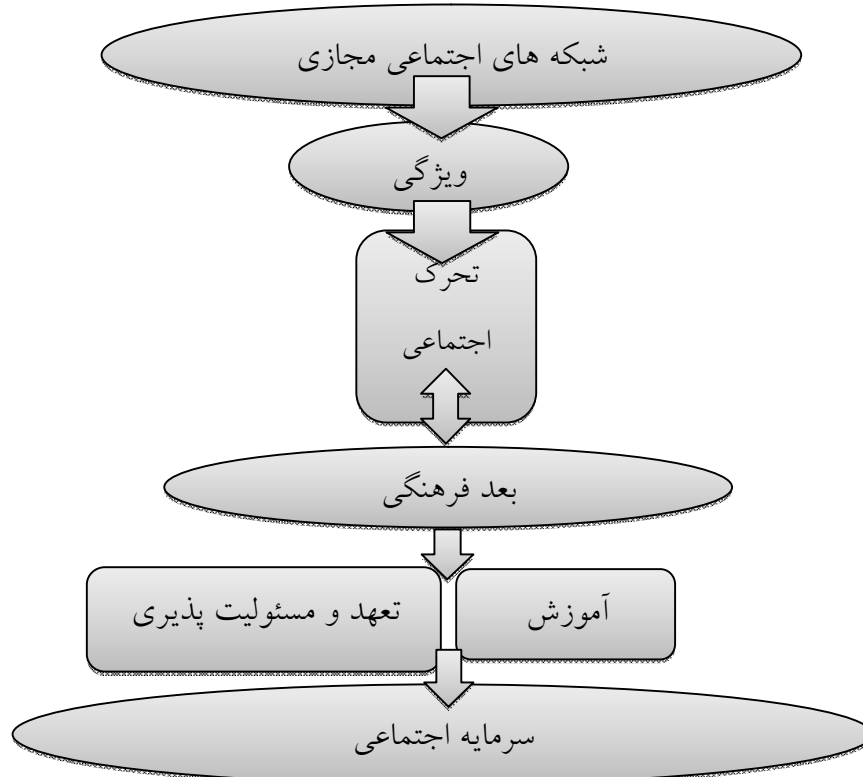 شبکه های اجتماعی مجازی
ویژگی
تحرک
اجتماعی
بعد فرهنگی
آموزش
تعهد و مسئولیت پذیری
سرمایه اجتماعی